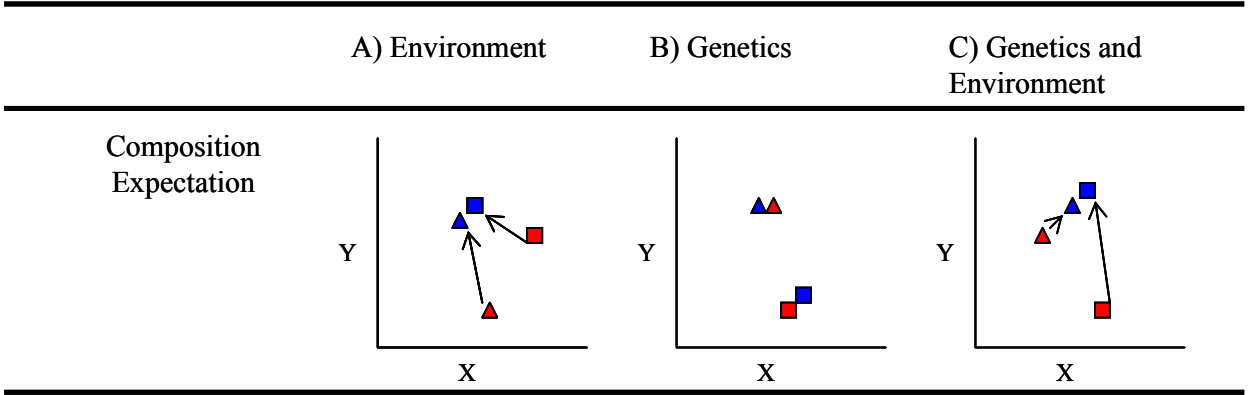 A) Environment
B) Genetics
C) Genetics and
Environment
Composition
Expectation
Y
X
Y
X
Y
X